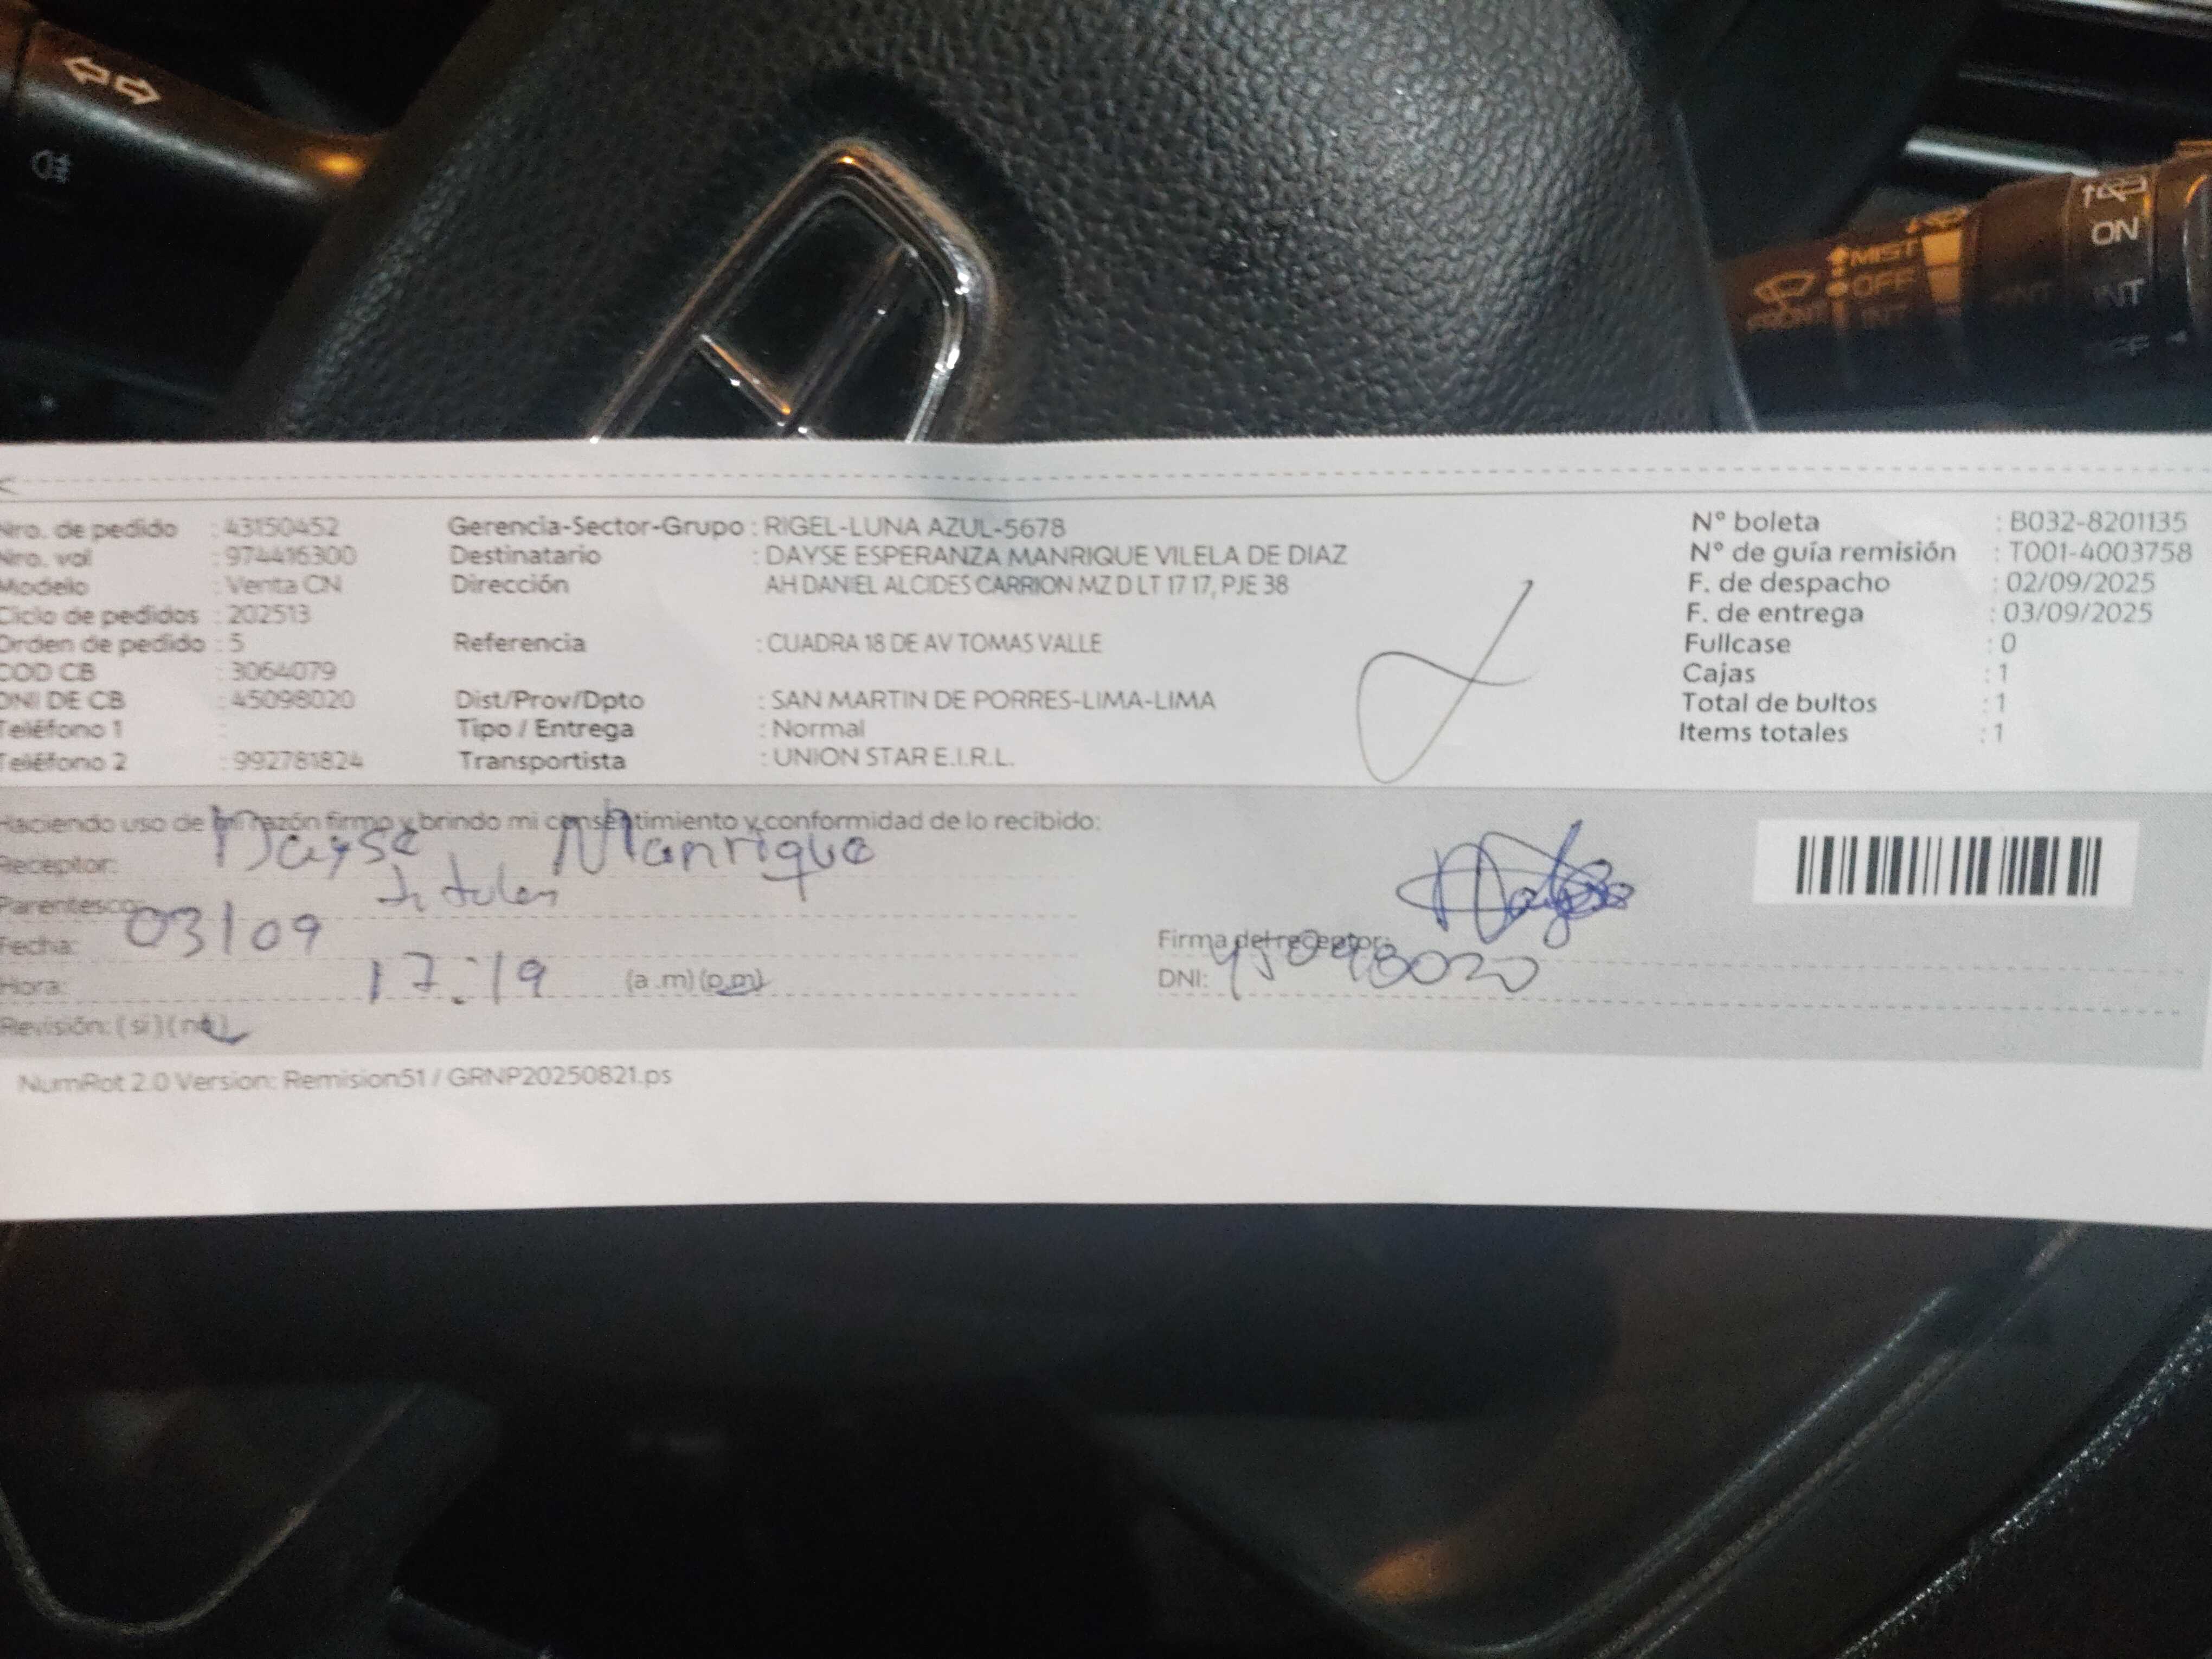 MIST
ON
OFF
FRONT
INT
INT
OFF
Nro. de pedido : 43150452 Gerencia-Sector-Grupo : RIGEL-LUNA AZUL-5678 N° boleta : B032-8201135
Nro. vol : 974416300 Destinatario : DAYSE ESPERANZA MANRIQUE VILELA DE DIAZ N° de guía remisión : T001-4003758
Modelo : Venta CN Dirección AH DANIEL ALCIDES CARRION MZ D LT 17 17, PJE 38 F. de despacho : 02/09/2025
Ciclo de pedidos : 202513 F. de entrega : 03/09/2025
Orden de pedido : 5 Referencia : CUADRA 18 DE AV TOMAS VALLE Fullcase : 0
COD CB : 3064079 Cajas : 1
DNI DE CB : 45098020 Dist/Prov/Dpto : SAN MARTIN DE PORRES-LIMA-LIMA Total de bultos : 1
Teléfono 1 : Tipo / Entrega : Normal Items totales : 1
Teléfono 2 : 992781824 Transportista : UNION STAR E.I.R.L.
Haciendo uso de mi razón firmo y brindo mi consentimiento y conformidad de lo recibido:
Receptor: Dayse Manrique
Parentesco: titular
Fecha: 03/09
Firma del receptor:
Hora: 17:19 (a.m) (p.m)
DNI: 45098020
Revisión: (si) (no)
NumRot 2.0 Version: Remision51 / GRNP20250821.ps